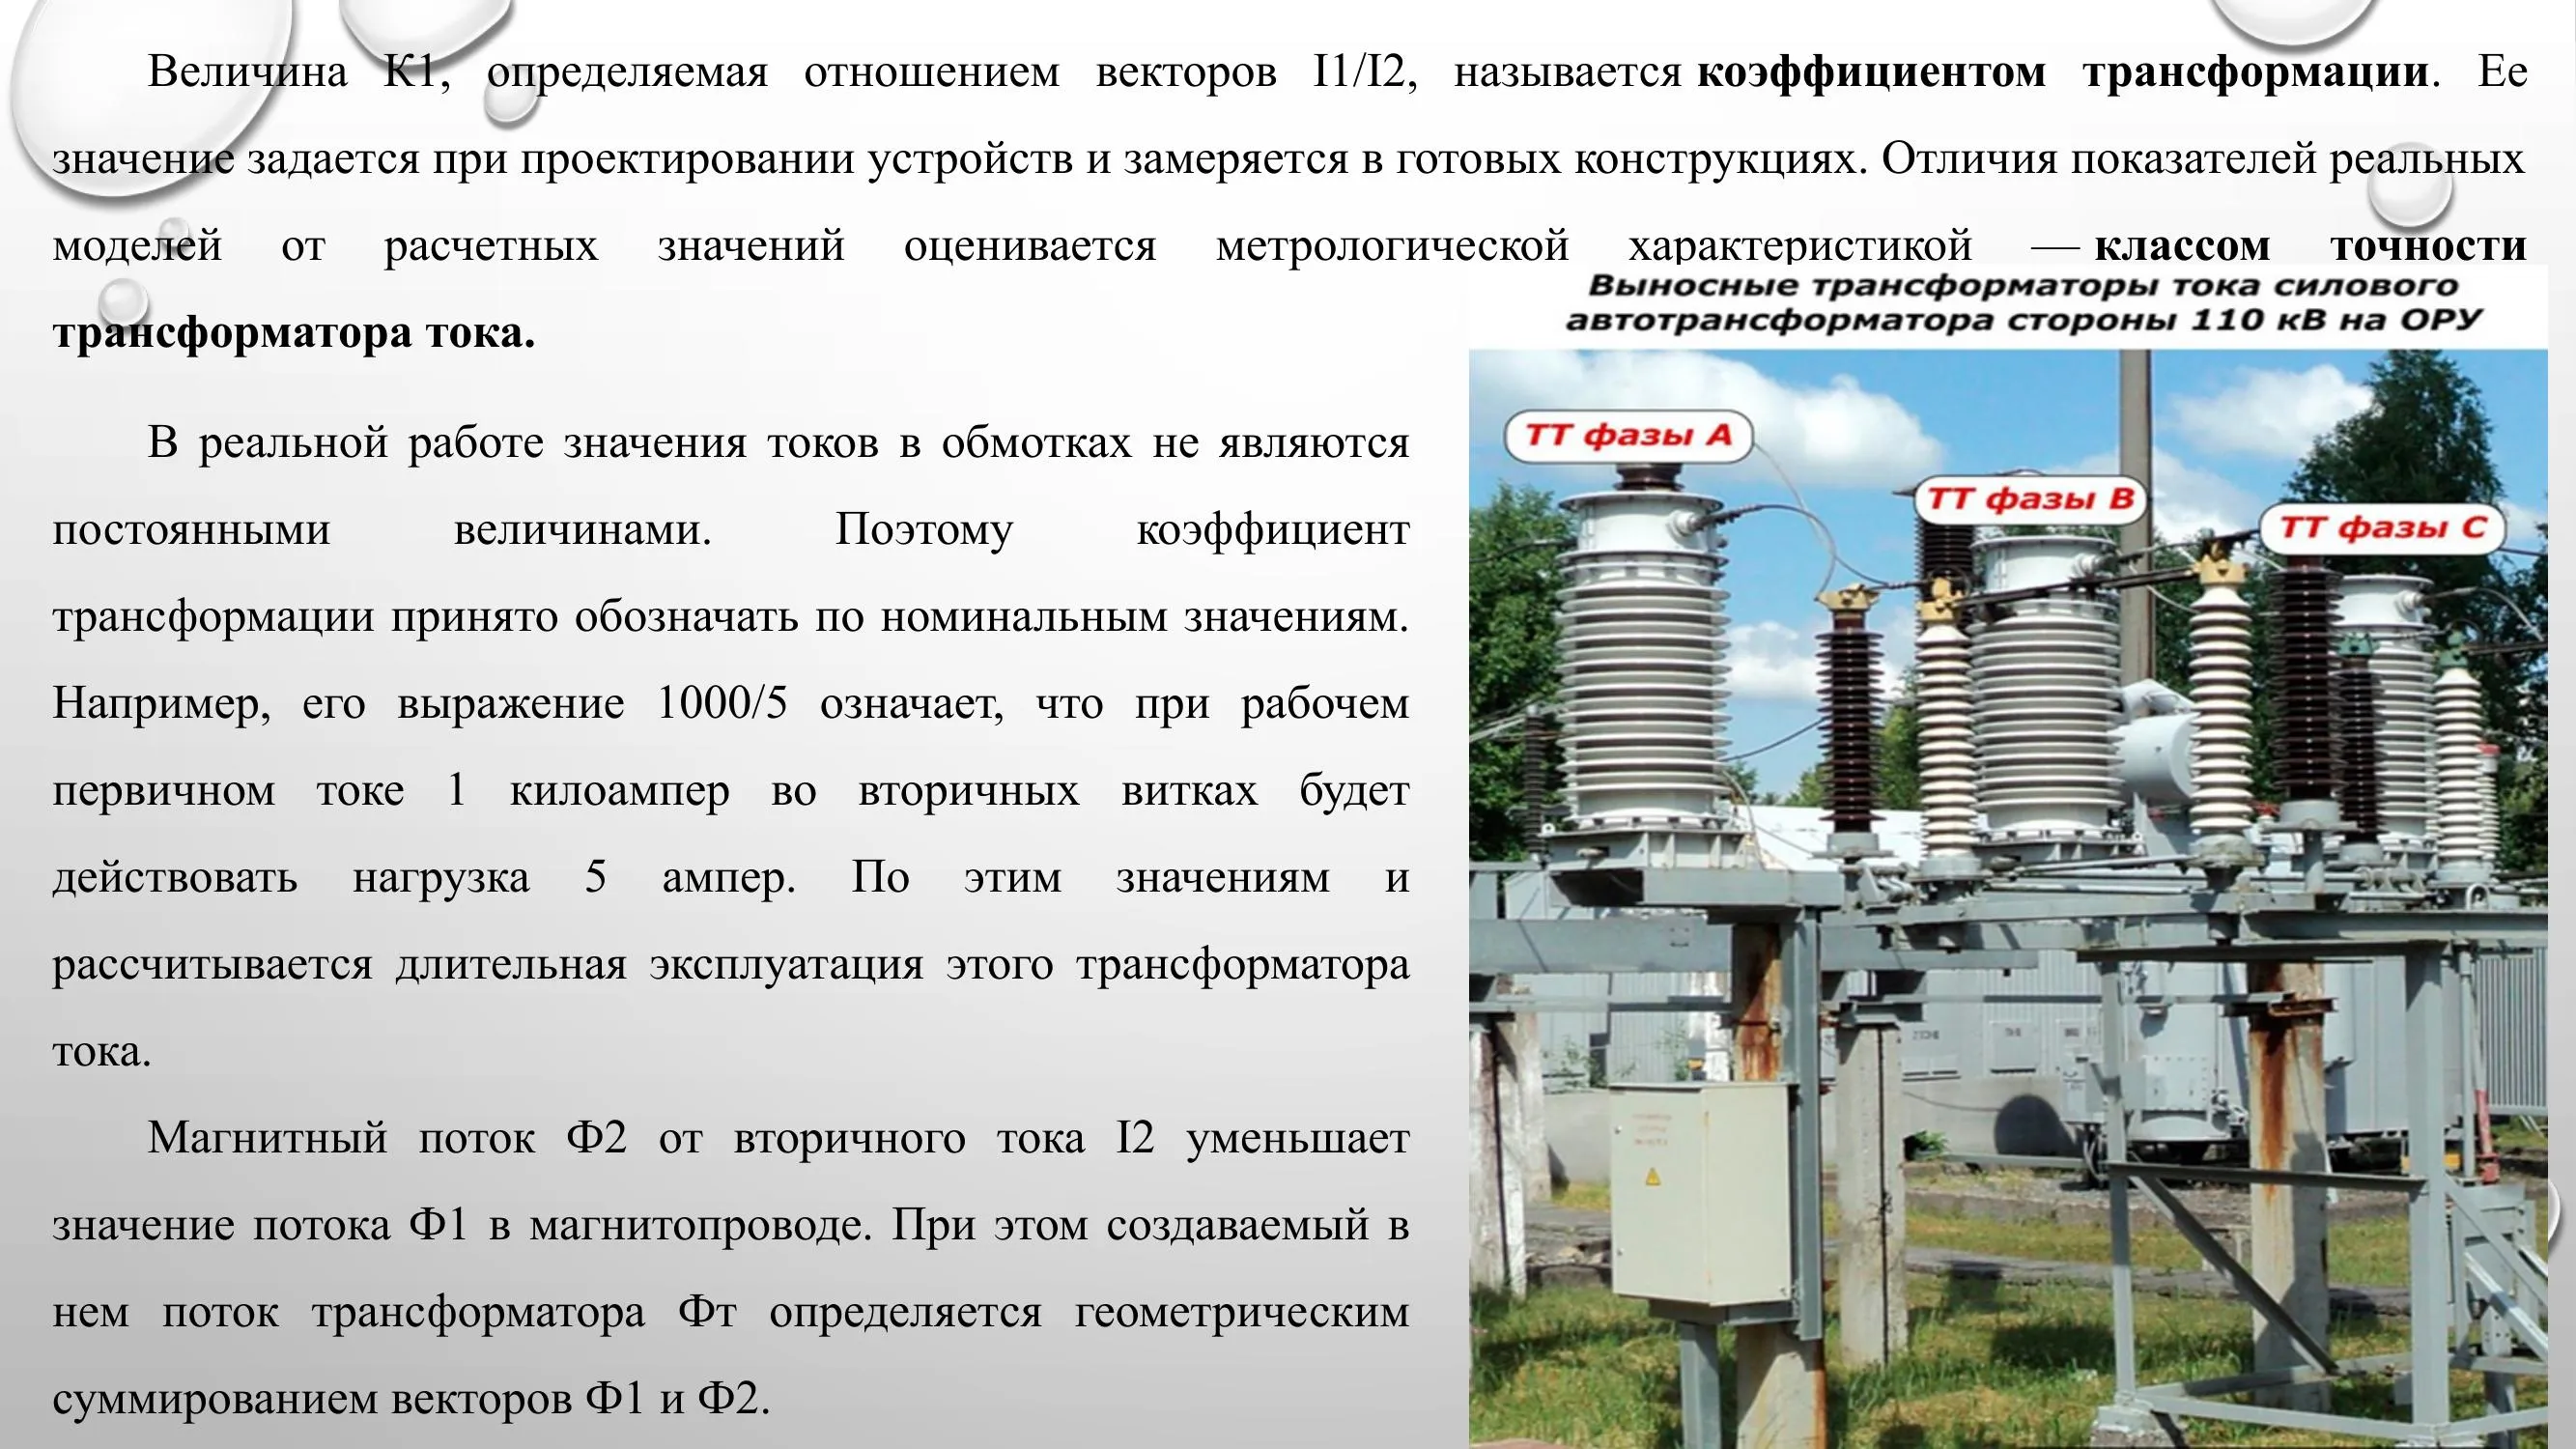 Величина К1, определяемая отношением векторов I1/I2, называется коэффициентом трансформации. Ее
значение задается при проектировании устройств и замеряется в готовых конструкциях. Отличия показателей реальных
моделей от расчетных значений оценивается метрологической характеристикой — классом точности
трансформатора тока.
В реальной работе значения токов в обмотках не являются
постоянными величинами. Поэтому коэффициент
трансформации принято обозначать по номинальным значениям.
Например, его выражение 1000/5 означает, что при рабочем
первичном токе 1 килоампер во вторичных витках будет
действовать нагрузка 5 ампер. По этим значениям и
рассчитывается длительная эксплуатация этого трансформатора
тока.
Магнитный поток Ф2 от вторичного тока I2 уменьшает
значение потока Ф1 в магнитопроводе. При этом создаваемый в
нем поток трансформатора Фт определяется геометрическим
суммированием векторов Ф1 и Ф2.
Выносные трансформаторы тока силового
автотрансформатора стороны 110 кВ на ОРУ
ТТ фазы А
ТТ фазы В
ТТ фазы С